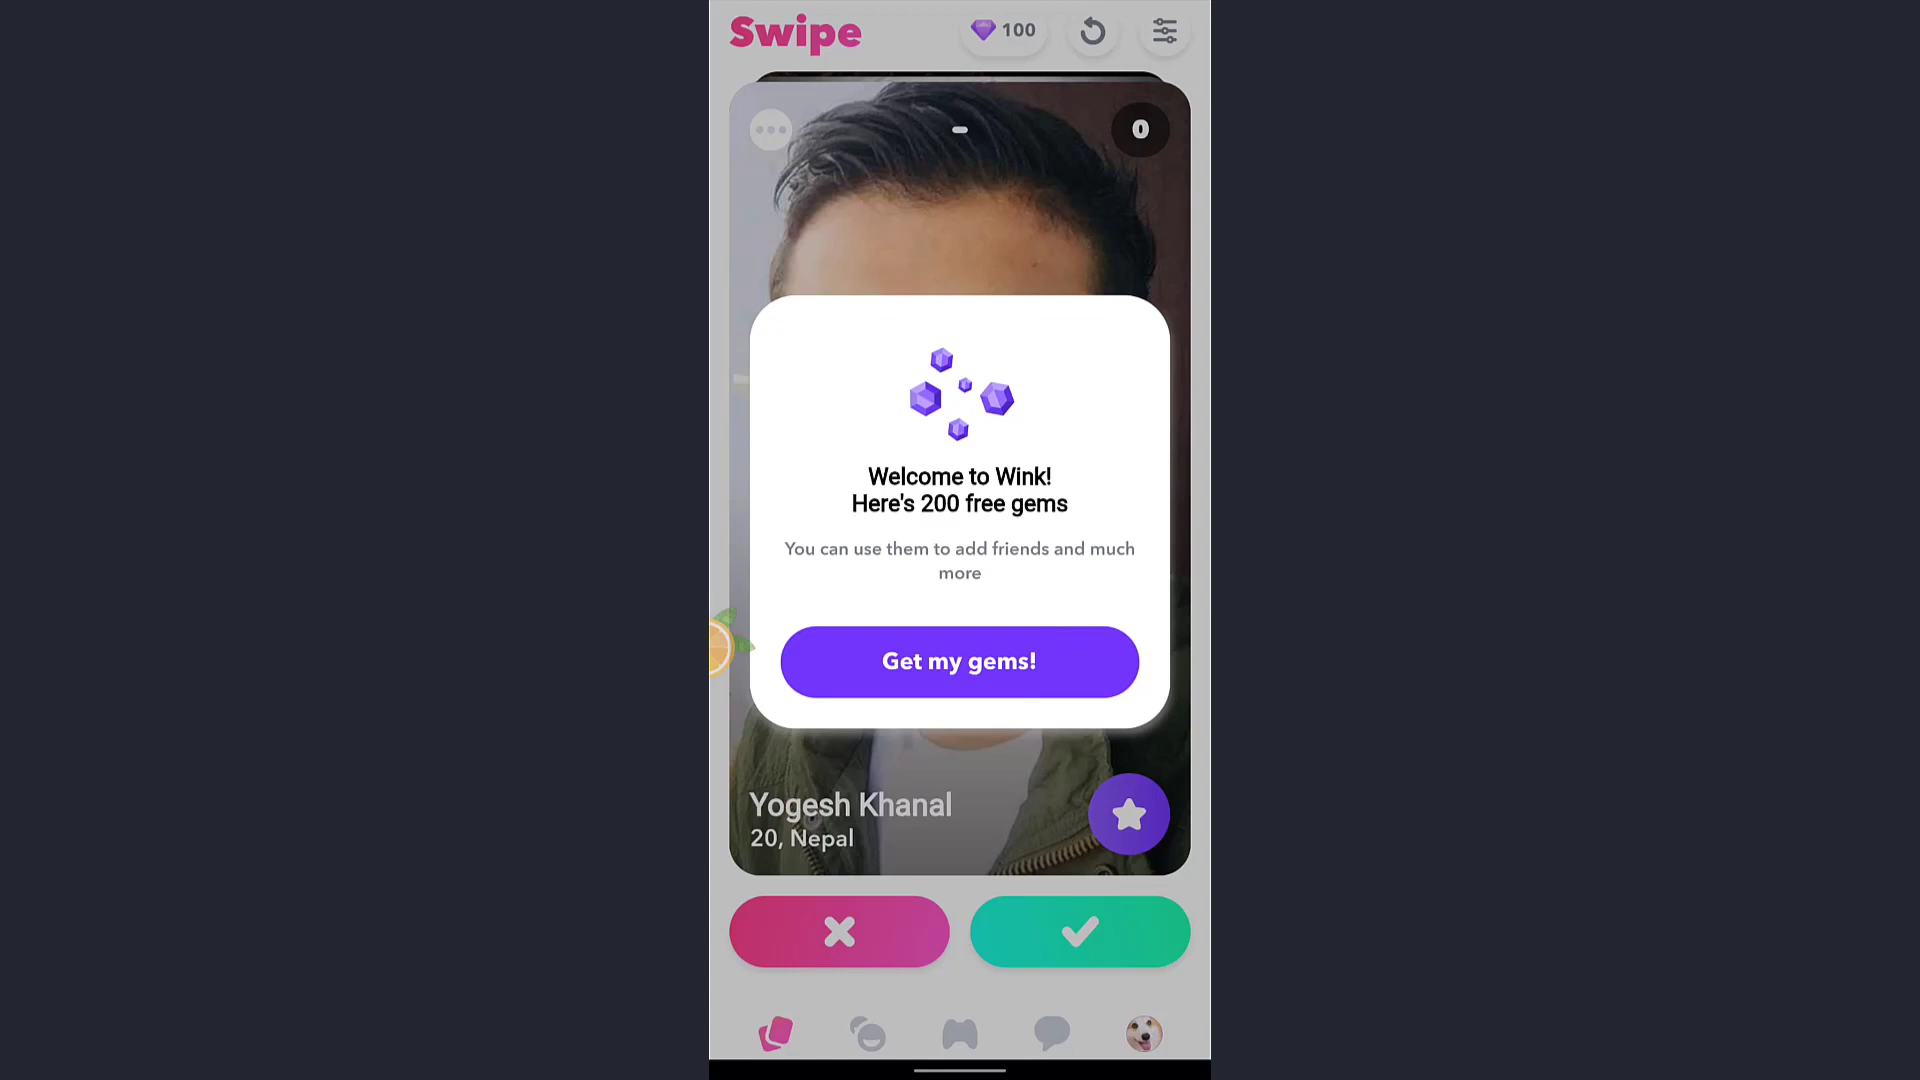 Swipe
100
0
Welcome to Wink!
Here's 200 free gems
You can use them to add friends and much
more
Get my gems!
Yogesh Khanal
20, Nepal